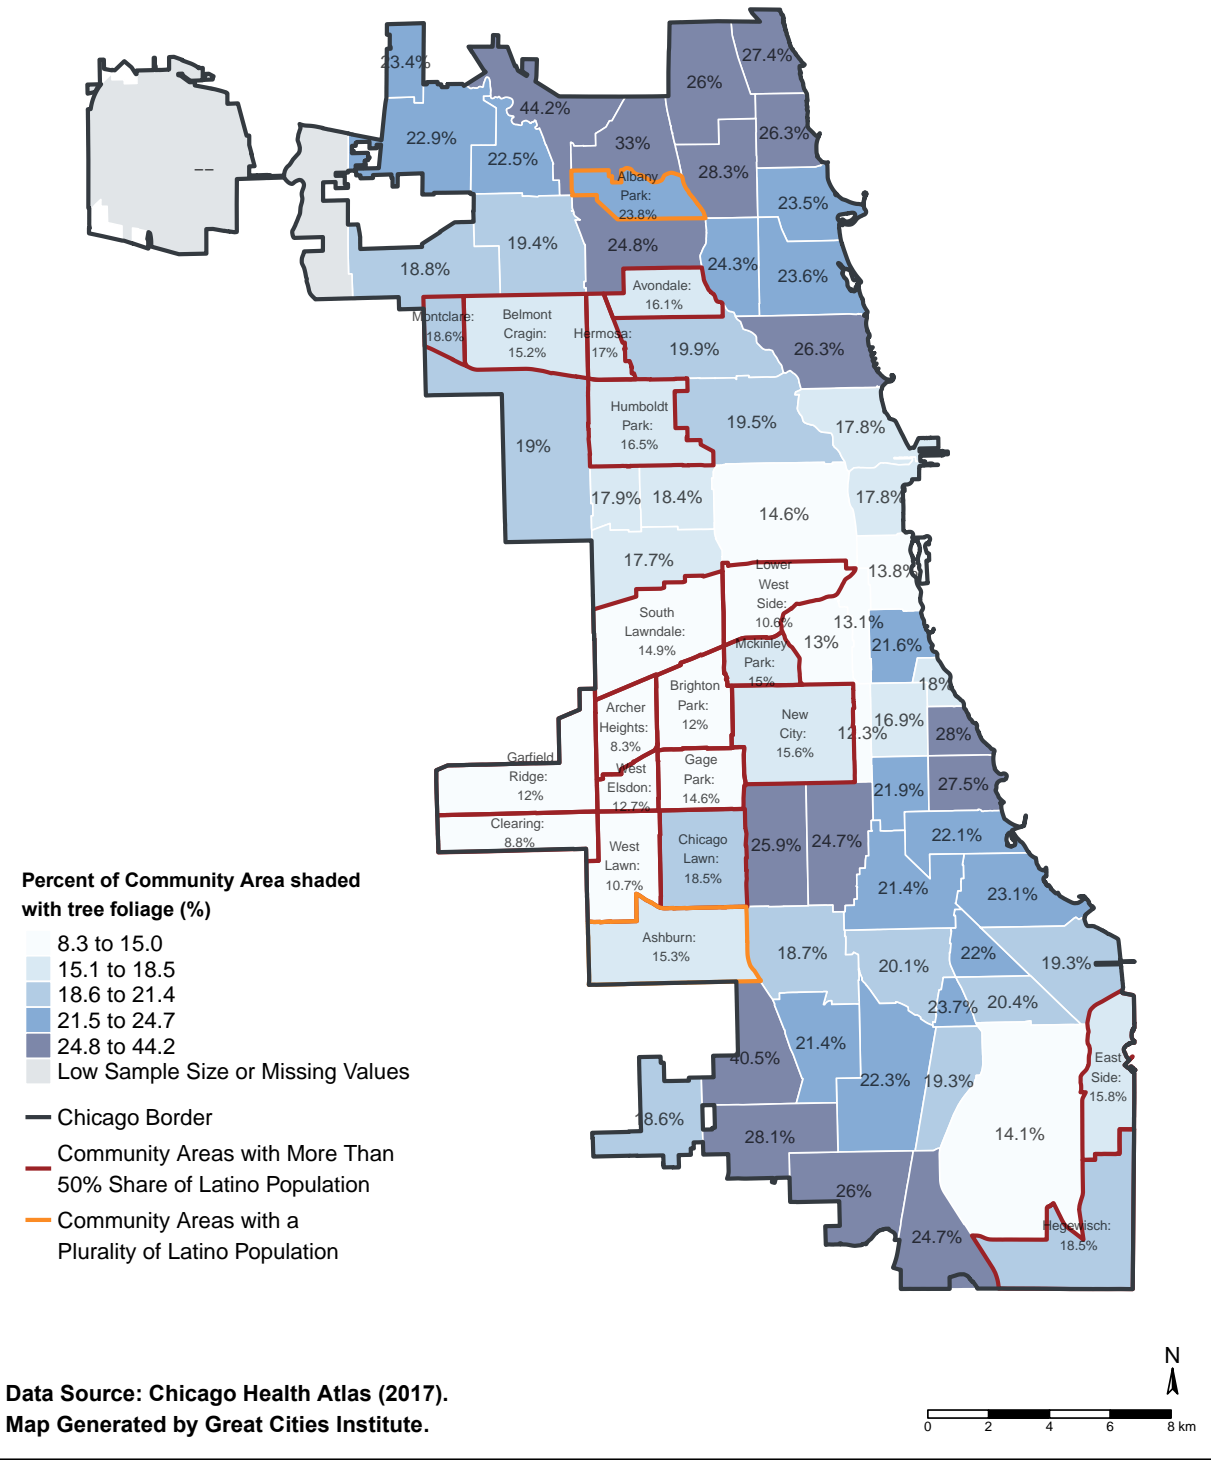 27.4%
23.4%
26%
44.2%
26.3%
22.9%
33%
22.5%
28.3%
--
Albany
Park:
23.8%
23.5%
19.4%
24.8%
24.3%
18.8%
23.6%
Avondale:
16.1%
Montclare:
18.6%
Belmont
Cragin:
15.2%
Hermosa:
17%
19.9%
26.3%
Humboldt
Park:
16.5%
19.5%
17.8%
19%
17.9%
18.4%
14.6%
17.8%
17.7%
Lower
West
Side:
10.6%
13.8%
South
Lawndale:
14.9%
13.1%
13%
21.6%
Mckinley
Park:
15%
18%
Brighton
Park:
12%
Archer
Heights:
8.3%
New
City:
15.6%
12.3%
16.9%
28%
Garfield
Ridge:
12%
West
Elsdon:
12.7%
Gage
Park:
14.6%
21.9%
27.5%
Clearing:
8.8%
West
Lawn:
10.7%
Chicago
Lawn:
18.5%
25.9%
24.7%
22.1%
21.4%
23.1%
Ashburn:
15.3%
18.7%
20.1%
22%
19.3%
23.7%
20.4%
40.5%
21.4%
22.3%
19.3%
East
Side:
15.8%
18.6%
28.1%
14.1%
26%
24.7%
Hegewisch:
18.5%
Percent of Community Area shaded
with tree foliage (%)
8.3 to 15.0
15.1 to 18.5
18.6 to 21.4
21.5 to 24.7
24.8 to 44.2
Low Sample Size or Missing Values
Chicago Border
Community Areas with More Than
50% Share of Latino Population
Community Areas with a
Plurality of Latino Population
Data Source: Chicago Health Atlas (2017).
Map Generated by Great Cities Institute.
N
0 2 4 6 8 km